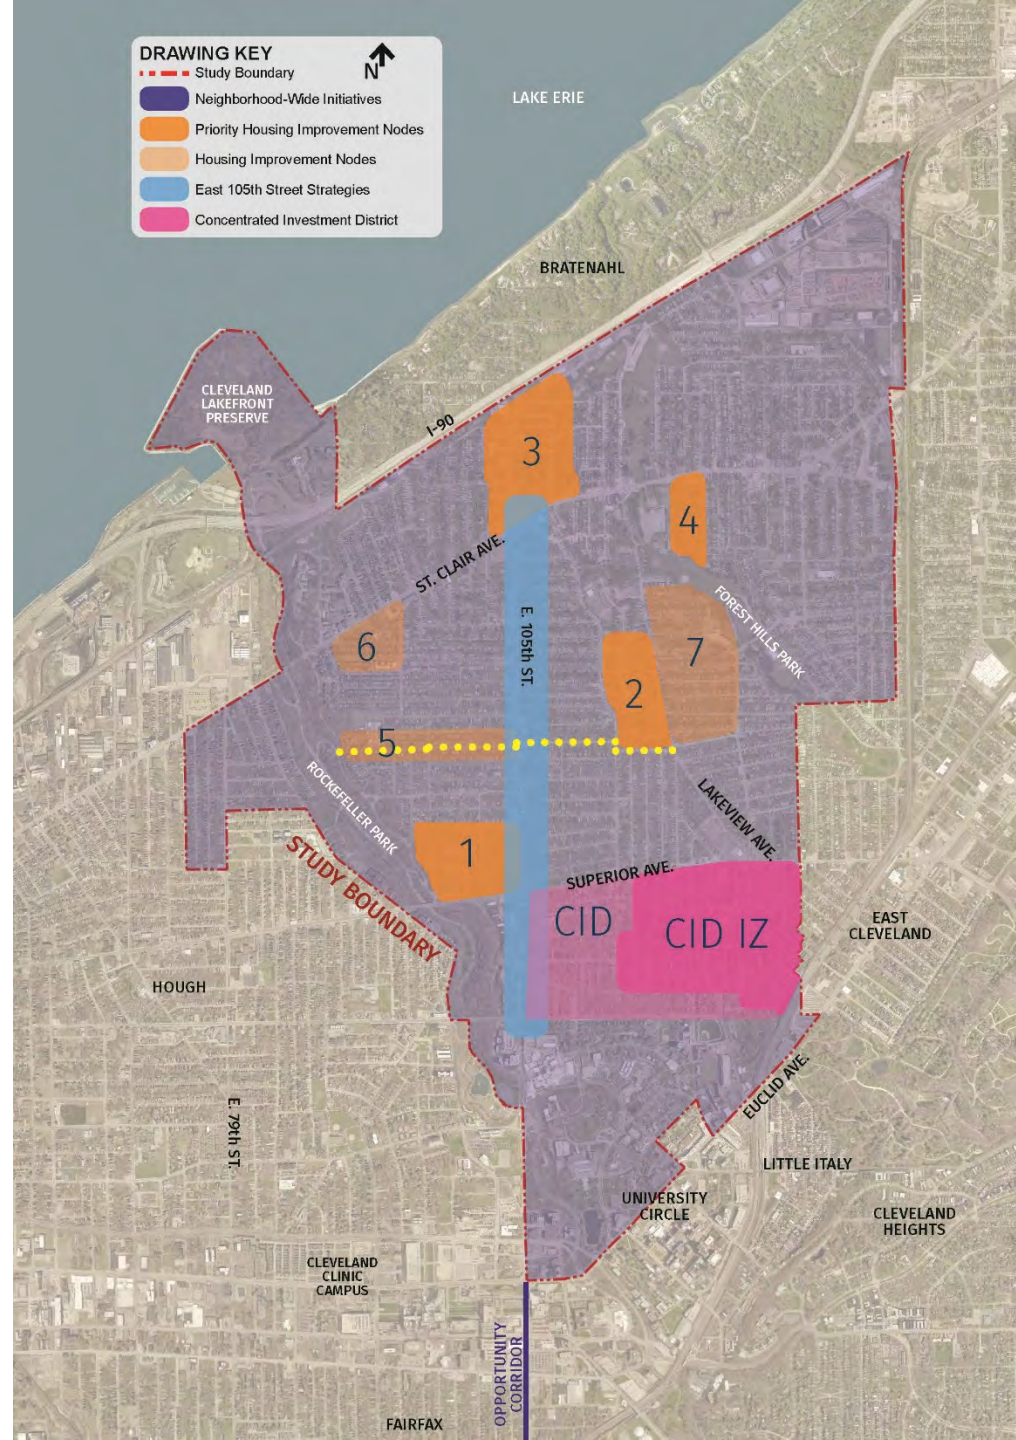 DRAWING KEY
N
Study Boundary
Neighborhood-Wide Initiatives
Priority Housing Improvement Nodes
Housing Improvement Nodes
East 105th Street Strategies
Concentrated Investment District
LAKE ERIE
BRATENAHL
CLEVELAND
LAKEFRONT
PRESERVE
I-90
3
4
ST. CLAIR AVE.
FOREST HILLS PARK
E. 105th ST.
6
7
2
5
ROCKEFELLER PARK
LAKEVIEW AVE.
1
STUDY BOUNDARY
SUPERIOR AVE.
CID
CID IZ
EAST
CLEVELAND
HOUGH
EUCLID AVE.
E. 79th ST.
LITTLE ITALY
UNIVERSITY
CIRCLE
CLEVELAND
HEIGHTS
CLEVELAND
CLINIC
CAMPUS
OPPORTUNITY
CORRIDOR
FAIRFAX